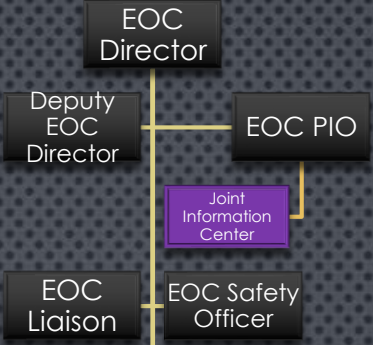 EOC
Director
Deputy
EOC
Director
EOC PIO
Joint
Information
Center
EOC
Liaison
EOC Safety
Officer